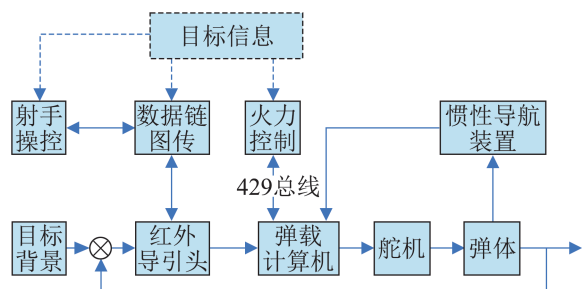 目标信息
射手
操控
数据链
图传
火力
控制
惯性导航
装置
429总线
目标
背景
红外
导引头
弹载
计算机
舵机
弹体